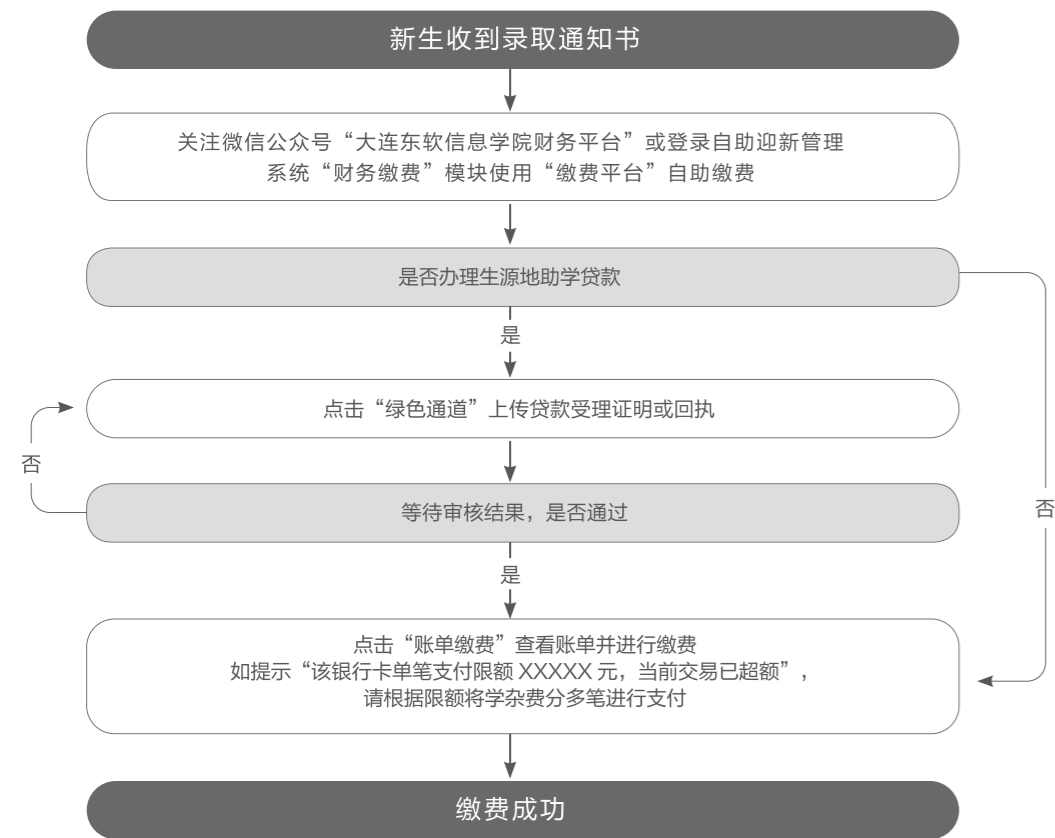 新生收到录取通知书
关注微信公众号“大连东软信息学院财务平台”或登录自助迎新管理
系统“财务缴费”模块使用“缴费平台”自助缴费
是否办理生源地助学贷款
是
点击“绿色通道”上传贷款受理证明或回执
否
等待审核结果，是否通过
否
是
点击“账单缴费”查看账单并进行缴费
如提示“该银行卡单笔支付限额 XXXXX 元，当前交易已超额”，
请根据限额将学杂费分多笔进行支付
缴费成功